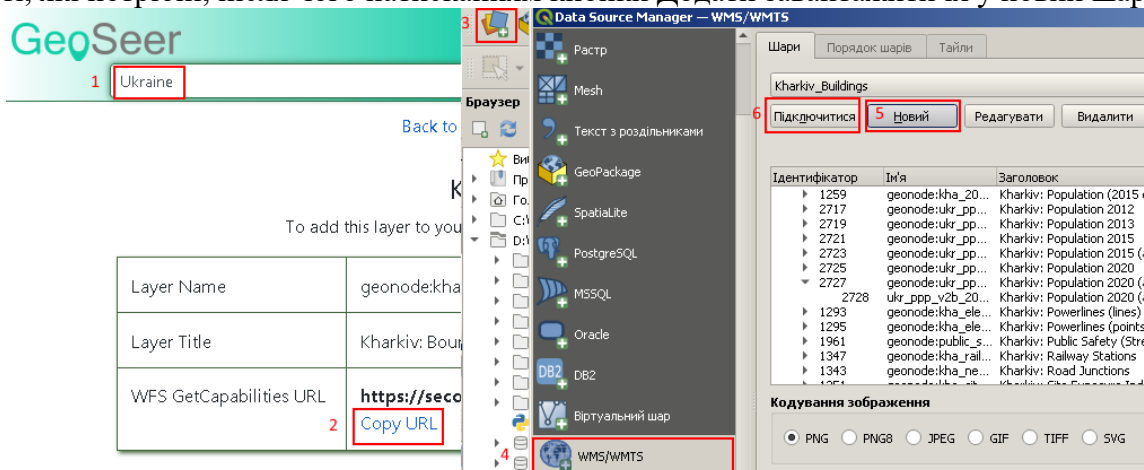 GeoSeer
1
Ukraine
Back to
To add this layer to you
Layer Name
geonode:kha
Layer Title
Kharkiv: Bour
WFS GetCapabilities URL
https://seco
2
Copy URL
3
Браузер
C:\
D:\
4
Data Source Manager — WMS/WMTS
Растр
Mesh
Текст з роздільниками
GeoPackage
SpatiaLite
PostgreSQL
MSSQL
Oracle
DB2
Віртуальний шар
WMS/WMTS
Шари
Порядок шарів
Тайли
Kharkiv_Buildings
6
Підключитися
5
Новий
Редагувати
Видалити
Ідентифікатор Ім'я Заголовок
1259 geonode:kha_20... Kharkiv: Population (2015
2717 geonode:ukr_pp... Kharkiv: Population 2012
2719 geonode:ukr_pp... Kharkiv: Population 2013
2721 geonode:ukr_pp... Kharkiv: Population 2015
2723 geonode:ukr_pp... Kharkiv: Population 2015 (
2725 geonode:ukr_pp... Kharkiv: Population 2020
2727 geonode:ukr_pp... Kharkiv: Population 2020 (
2728 ukr_ppp_v2b_20... Kharkiv: Population 2020 (
1293 geonode:kha_ele... Kharkiv: Powerlines (lines)
1295 geonode:kha_ele... Kharkiv: Powerlines (points
1961 geonode:public_s... Kharkiv: Public Safety (Stre
1347 geonode:kha_rail... Kharkiv: Railway Stations
1343 geonode:kha_ne... Kharkiv: Road Junctions
Кодування зображення
PNG PNG8 JPEG GIF TIFF SVG